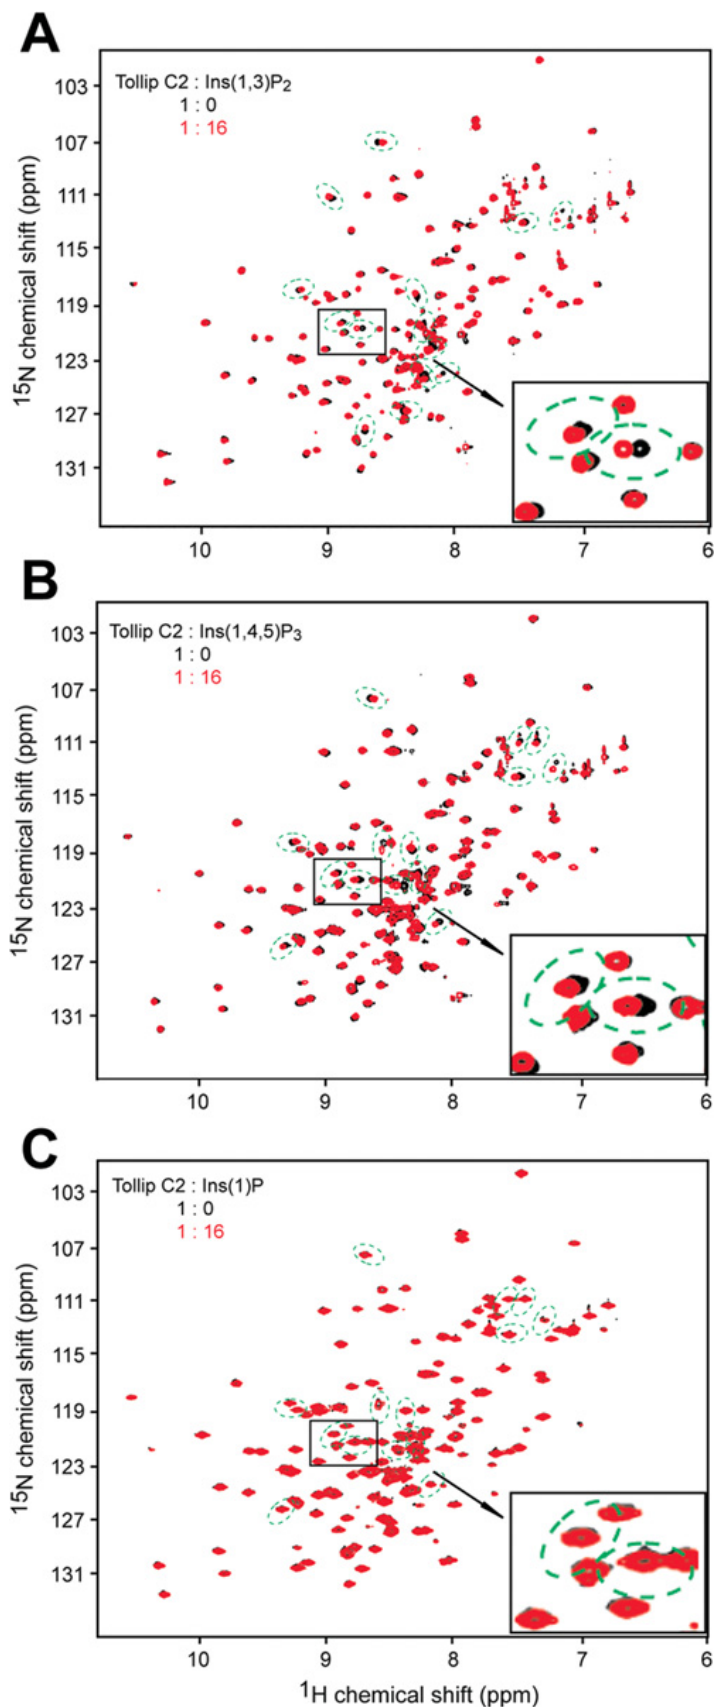 A
Tollip C2 : Ins(1,3)P₂
1 : 0
1 : 16
103
107
111
115
119
123
127
131
¹⁵N chemical shift (ppm)
10 9 8 7 6
B
Tollip C2 : Ins(1,4,5)P₃
1 : 0
1 : 16
103
107
111
115
119
123
127
131
¹⁵N chemical shift (ppm)
10 9 8 7 6
C
Tollip C2 : Ins(1)P
1 : 0
1 : 16
103
107
111
115
119
123
127
131
¹⁵N chemical shift (ppm)
10 9 8 7 6
¹H chemical shift (ppm)